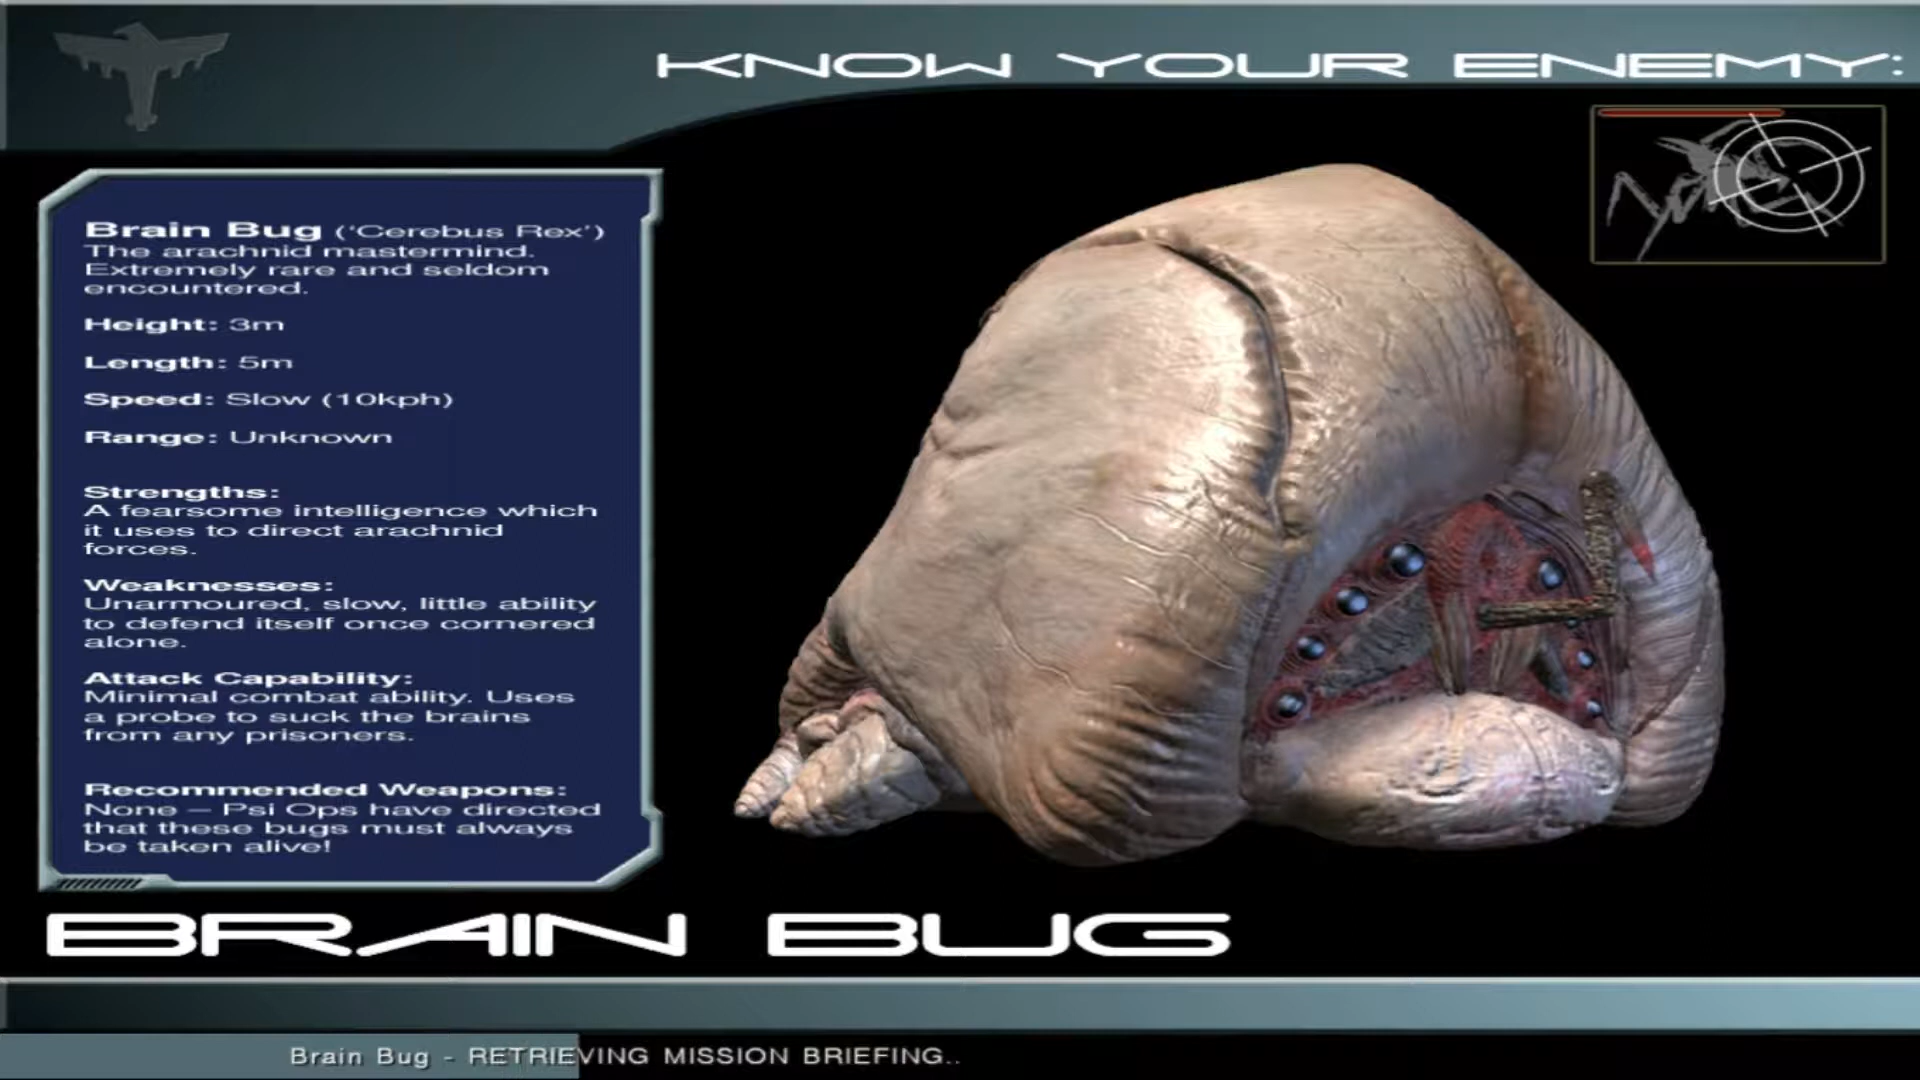 KNOW YOUR ENEMY:
Brain Bug ('Cerebus Rex')
The arachnid mastermind.
Extremely rare and seldom
encountered.
Height: 3m
Length: 5m
Speed: Slow (10kph)
Range: Unknown
Strengths:
A fearsome intelligence which
it uses to direct arachnid
forces.
Weaknesses:
Unarmoured, slow, little ability
to defend itself once cornered
alone.
Attack Capability:
Minimal combat ability. Uses
a probe to suck the brains
from any prisoners.
Recommended Weapons:
None – Psi Ops have directed
that these bugs must always
be taken alive!
BRAIN BUG
Brain Bug - RETRIEVING MISSION BRIEFING..